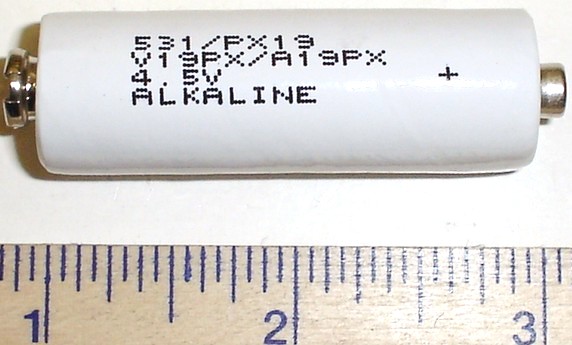 531/PX19
V19PX/A19PX
4.5V
ALKALINE
+
1 2 3